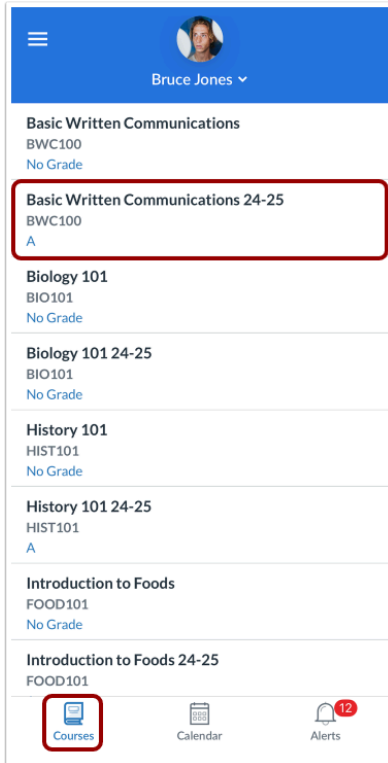 Bruce Jones
Basic Written Communications
BWC100
No Grade
Basic Written Communications 24-25
BWC100
A
Biology 101
BIO101
No Grade
Biology 101 24-25
BIO101
No Grade
History 101
HIST101
No Grade
History 101 24-25
HIST101
A
Introduction to Foods
FOOD101
No Grade
Introduction to Foods 24-25
FOOD101
12
Courses Calendar Alerts